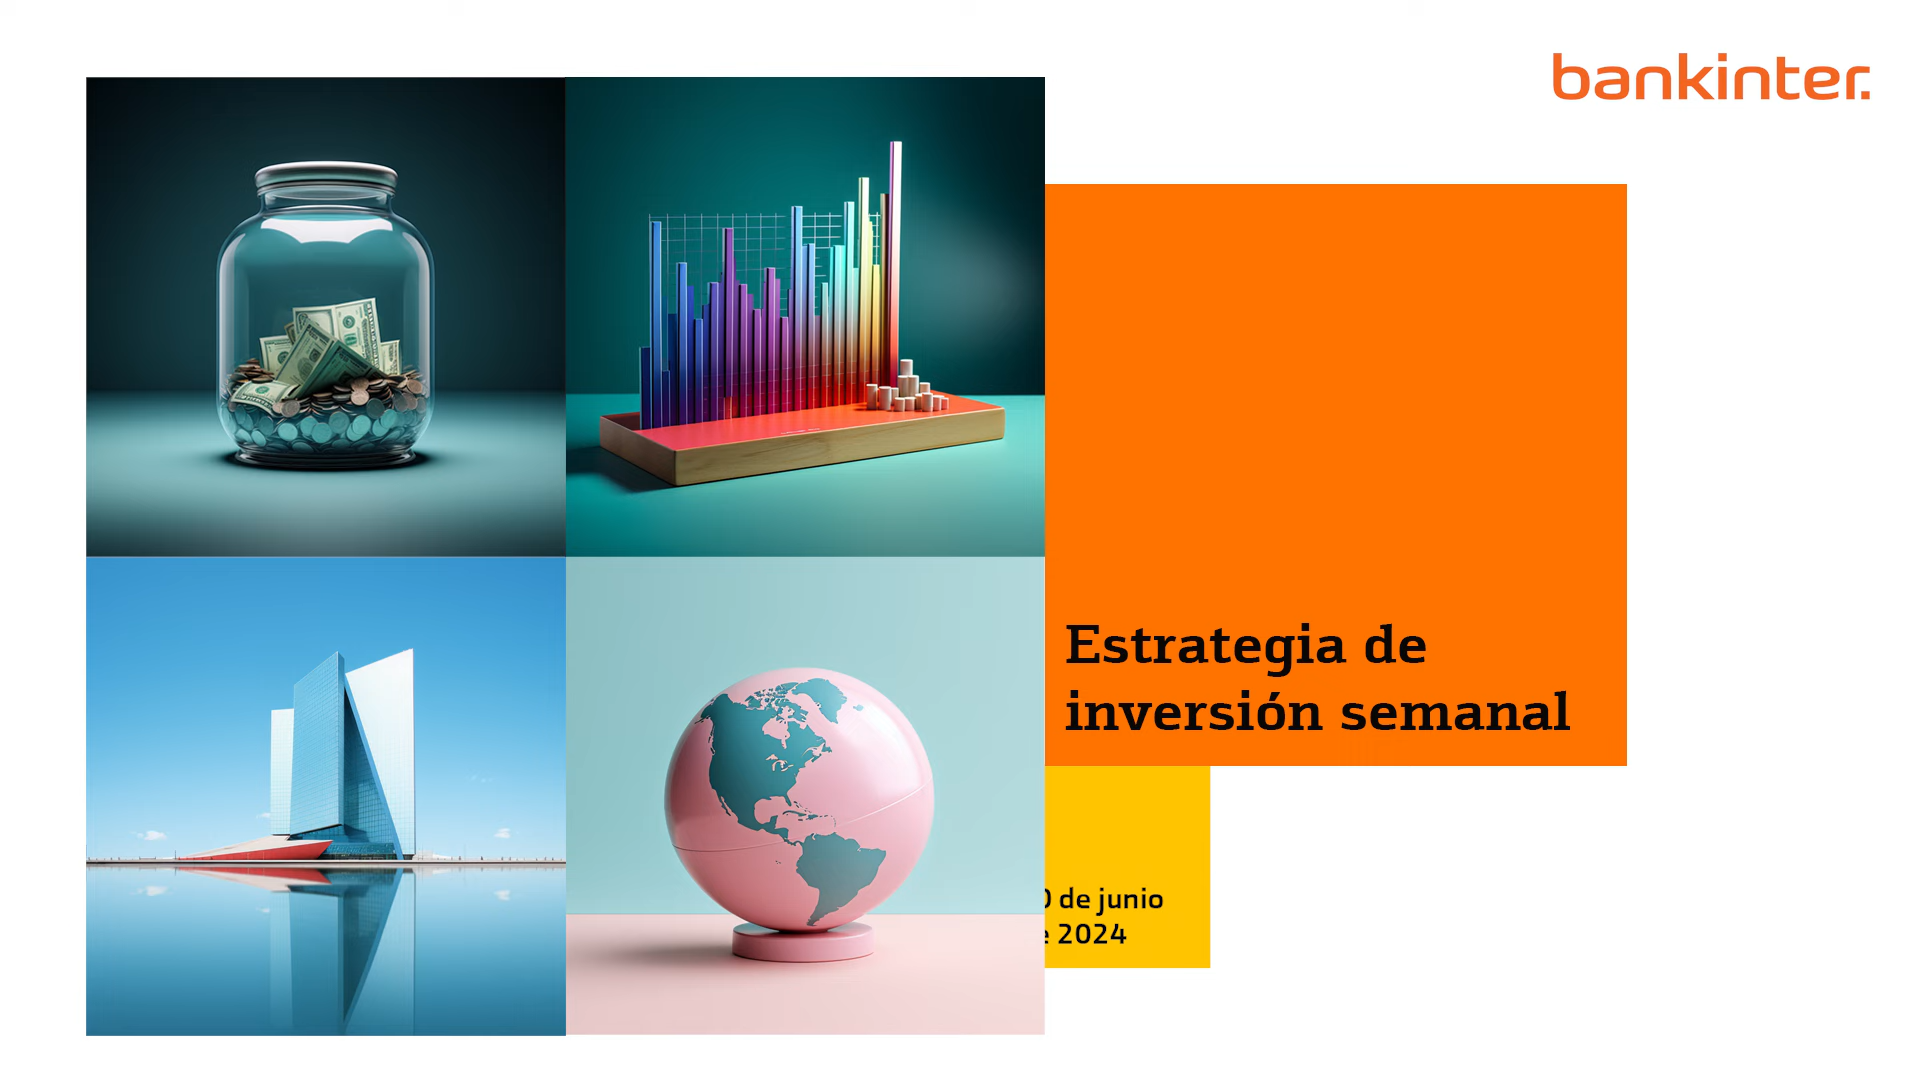 bankinter.
Estrategia de
inversión semanal
de junio
2024